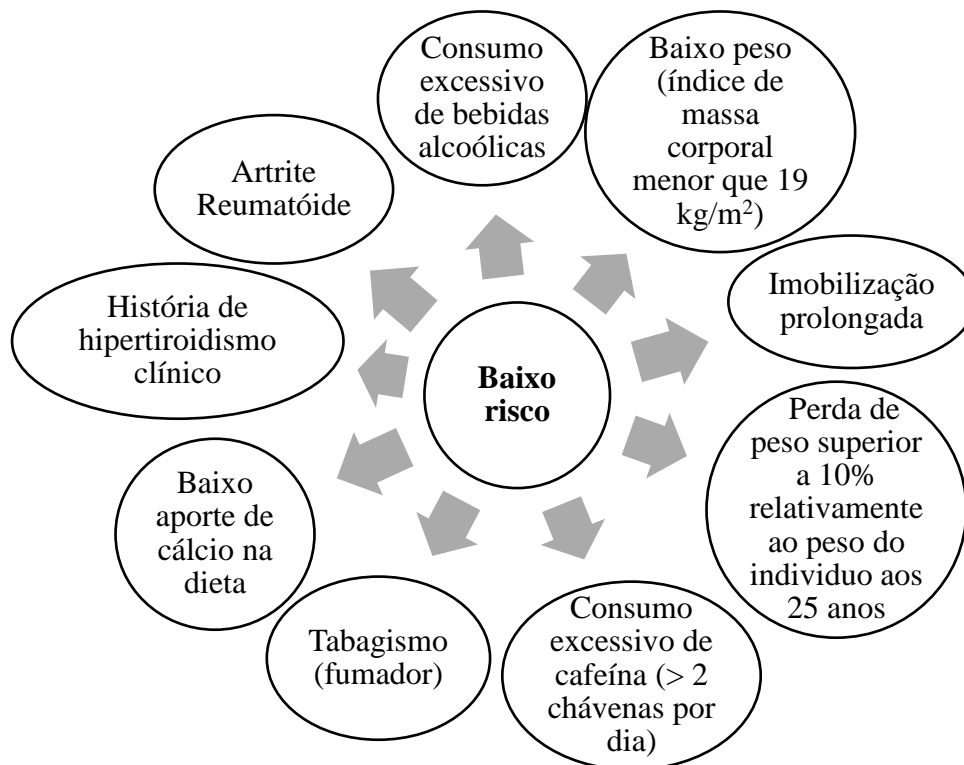 Consumo
excessivo
de bebidas
alcoólicas
Baixo peso
(índice de
massa
corporal
menor que 19
kg/m²)
Imobilização
prolongada
Perda de
peso superior
a 10%
relativamente
ao peso do
individuo aos
25 anos
Consumo
excessivo de
cafeína (> 2
chávenas por
dia)
Tabagismo
(fumador)
Baixo
aporte de
cálcio na
dieta
História de
hipertiroidismo
clínico
Artrite
Reumatóide
Baixo
risco